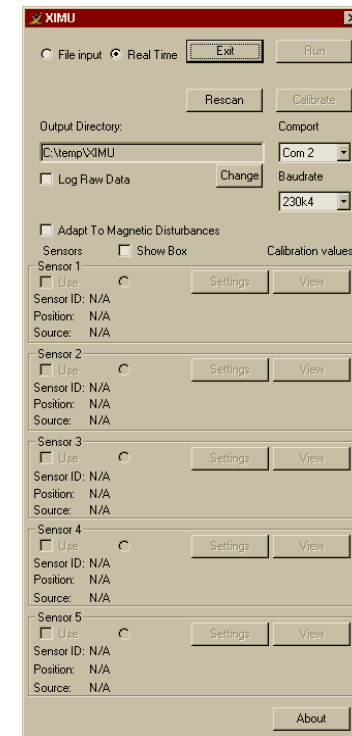 XIMU
File input Real Time Exit Run
Rescan Calibrate
Output Directory: Comport
C:\temp\XIMU Com 2
Log Raw Data Change Baudrate
230k4
Adapt To Magnetic Disturbances
Sensors Show Box Calibration values
Sensor 1
Use Settings View
Sensor ID: N/A
Position: N/A
Source: N/A
Sensor 2
Use Settings View
Sensor ID: N/A
Position: N/A
Source: N/A
Sensor 3
Use Settings View
Sensor ID: N/A
Position: N/A
Source: N/A
Sensor 4
Use Settings View
Sensor ID: N/A
Position: N/A
Source: N/A
Sensor 5
Use Settings View
Sensor ID: N/A
Position: N/A
Source: N/A
About